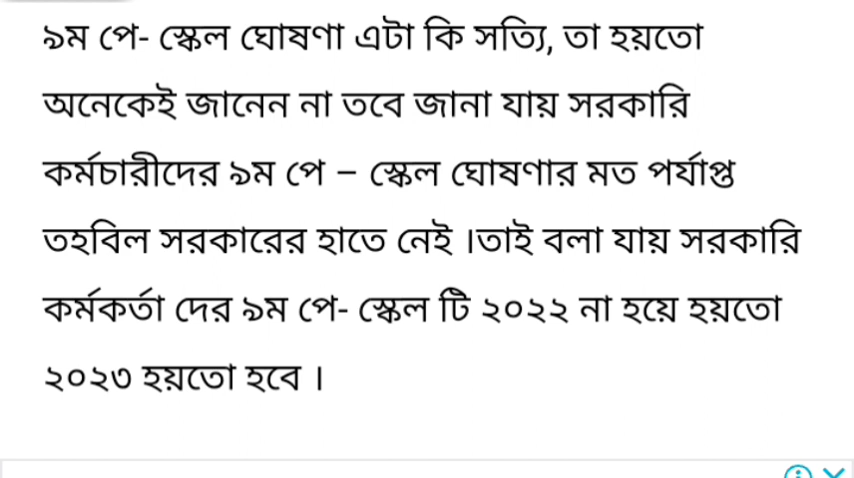 ৯ম পে- স্কেল ঘোষণা এটা কি সত্যি, তা হয়তো
অনেকেই জানেন না তবে জানা যায় সরকারি
কর্মচারীদের ৯ম পে – স্কেল ঘোষণার মত পর্যাপ্ত
তহবিল সরকারের হাতে নেই ।তাই বলা যায় সরকারি
কর্মকর্তা দের ৯ম পে- স্কেল টি ২০২২ না হয়ে হয়তো
২০২৩ হয়তো হবে ।